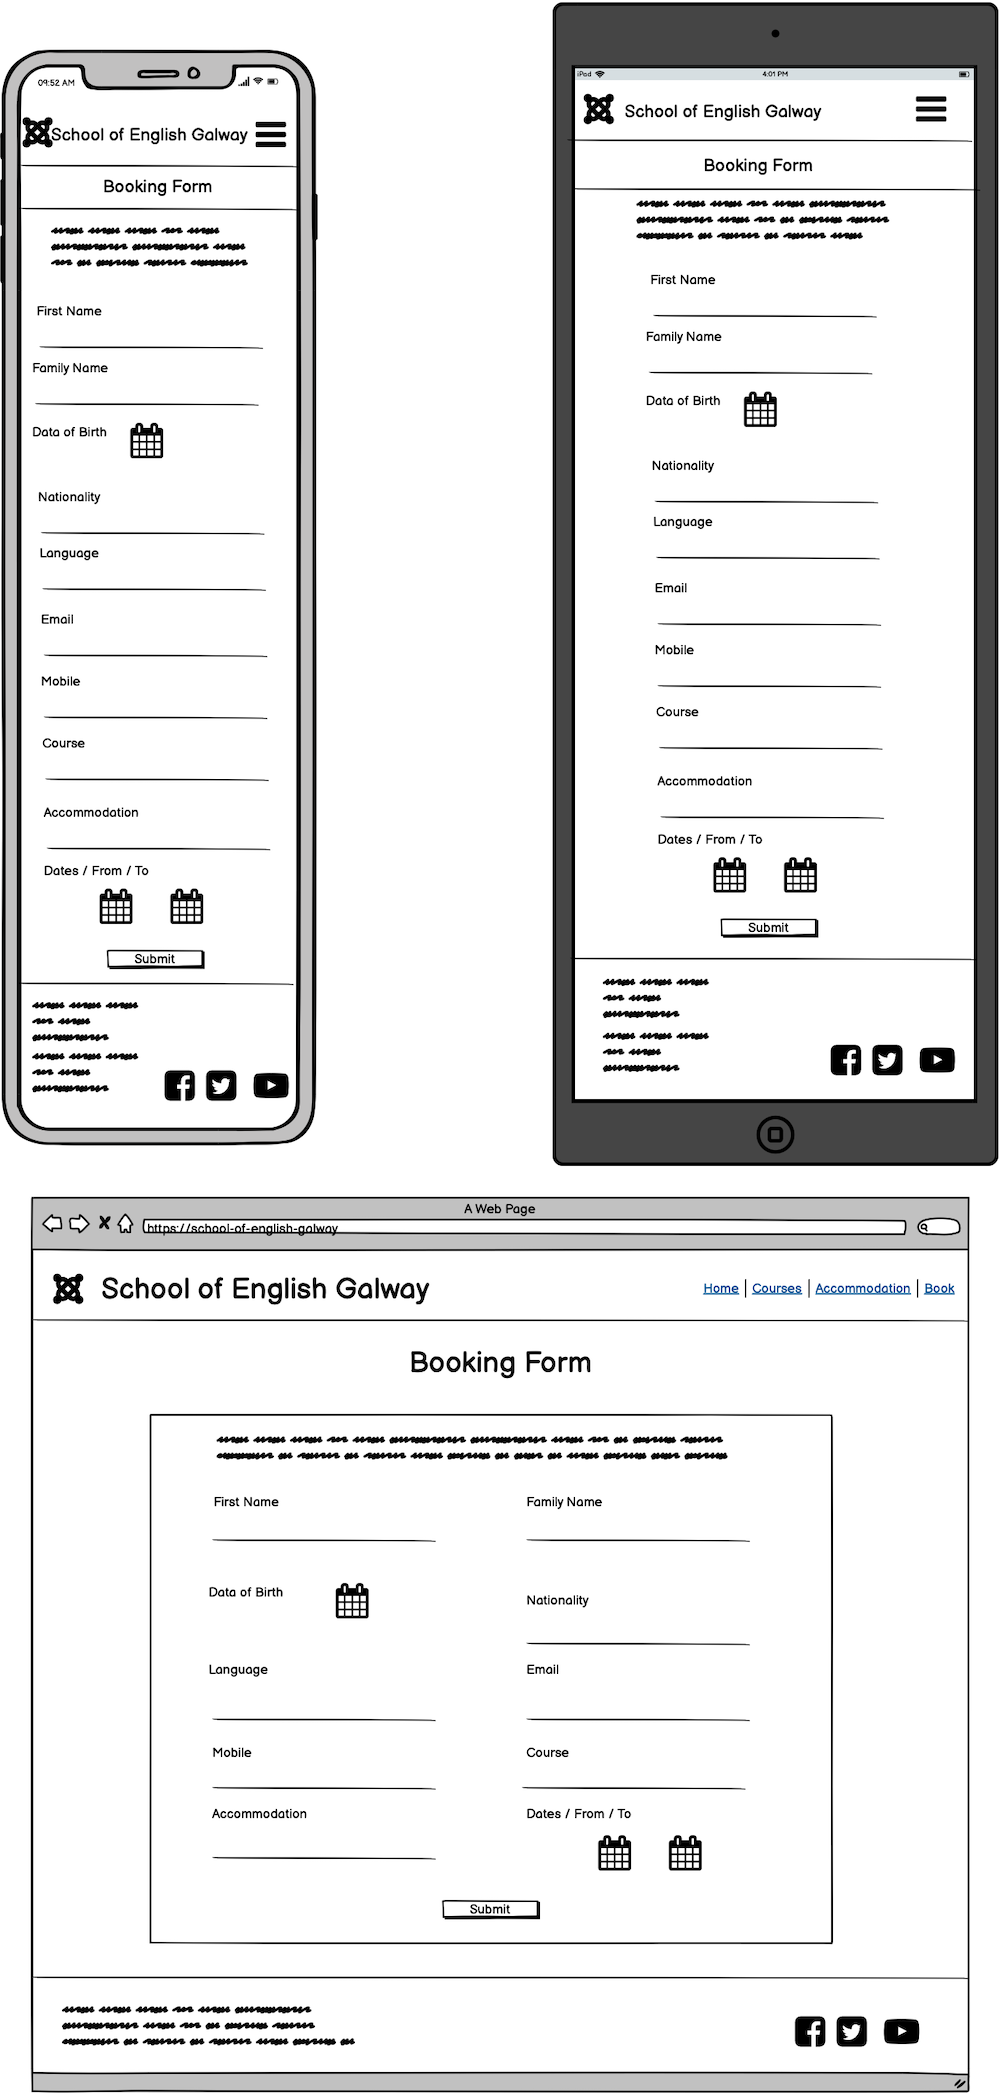 09:52 AM
School of English Galway
Booking Form
First Name
Family Name
Data of Birth
Nationality
Language
Email
Mobile
Course
Accommodation
Dates / From / To
Submit
iPod
4:01 PM
School of English Galway
Booking Form
First Name
Family Name
Data of Birth
Nationality
Language
Email
Mobile
Course
Accommodation
Dates / From / To
Submit
A Web Page
https://school-of-english-galway
School of English Galway
Home | Courses | Accommodation | Book
Booking Form
First Name Family Name
Data of Birth Nationality
Language Email
Mobile Course
Accommodation Dates / From / To
Submit